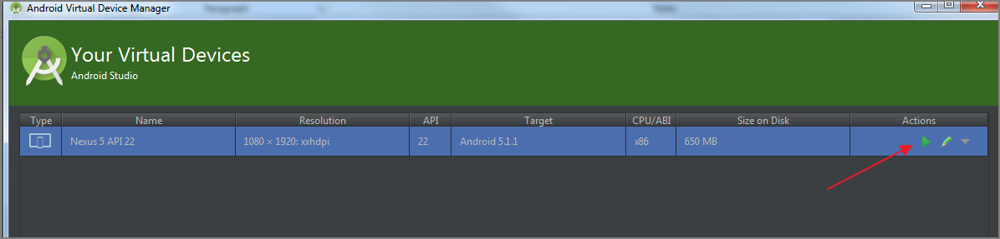 Android Virtual Device Manager
Your Virtual Devices
Android Studio
Type Name Resolution API Target CPU/ABI Size on Disk Actions
Nexus 5 API 22 1080 × 1920: xxhdpi 22 Android 5.1.1 x86 650 MB